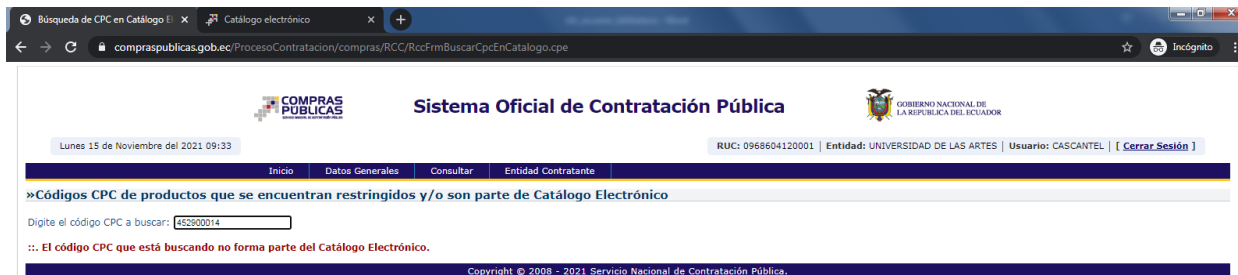 Búsqueda de CPC en Catálogo El
Catálogo electrónico
compraspublicas.gob.ec/ProcesoContratacion/compras/RCC/RccFrmBuscarCpcEnCatalogo.cpe
Incógnito
COMPRAS
PÚBLICAS
Sistema Oficial de Contratación Pública
GOBIERNO NACIONAL DE
LA REPUBLICA DEL ECUADOR
Lunes 15 de Noviembre del 2021 09:33
RUC: 0968604120001 | Entidad: UNIVERSIDAD DE LAS ARTES | Usuario: CASCANTEL | [ Cerrar Sesión ]
Inicio Datos Generales Consultar Entidad Contratante
»Códigos CPC de productos que se encuentran restringidos y/o son parte de Catálogo Electrónico
Digite el código CPC a buscar: 452900014
::. El código CPC que está buscando no forma parte del Catálogo Electrónico.
Copyright © 2008 - 2021 Servicio Nacional de Contratación Pública.